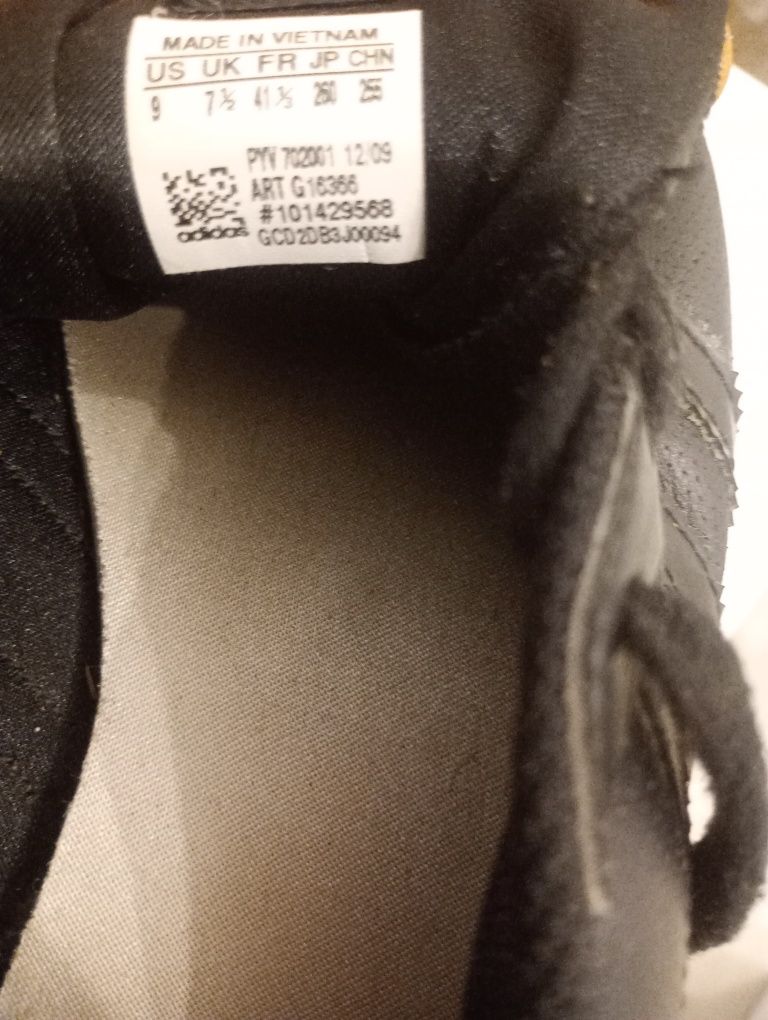 MADE IN VIETNAM
US UK FR JP CHN
9 7½ 41⅓ 260 255
PYV 702001 12/09
ART G16366
#101429568
adidas GCD2DB3J00094